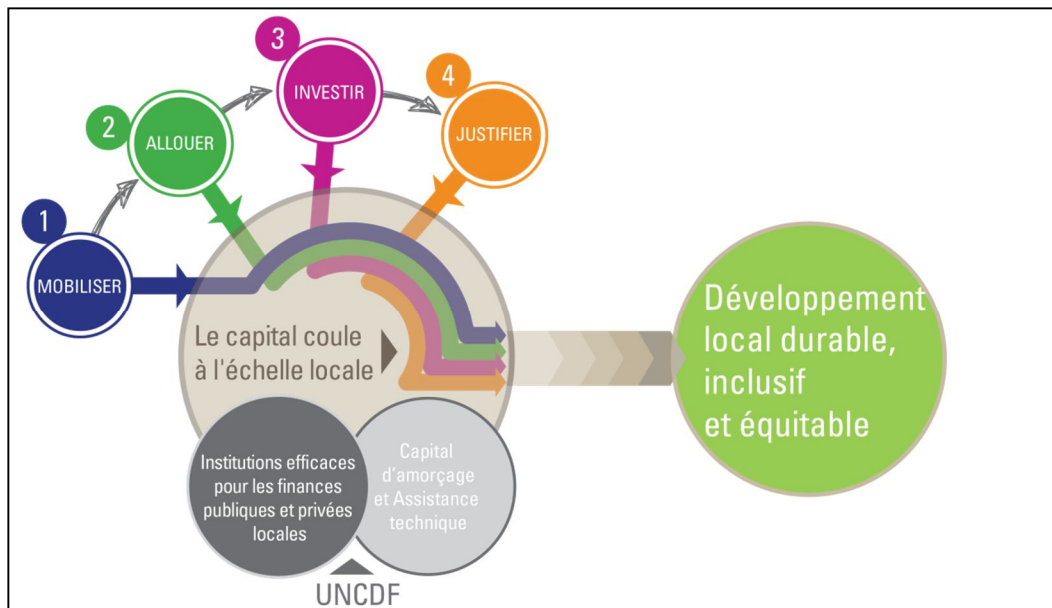 1
MOBILISER
2
ALLOUER
3
INVESTIR
4
JUSTIFIER
Le capital coule
à l'échelle locale
Institutions efficaces
pour les finances
publiques et privées
locales
Capital
d'amorçage
et Assistance
technique
UNCDF
Développement
local durable,
inclusif
et équitable